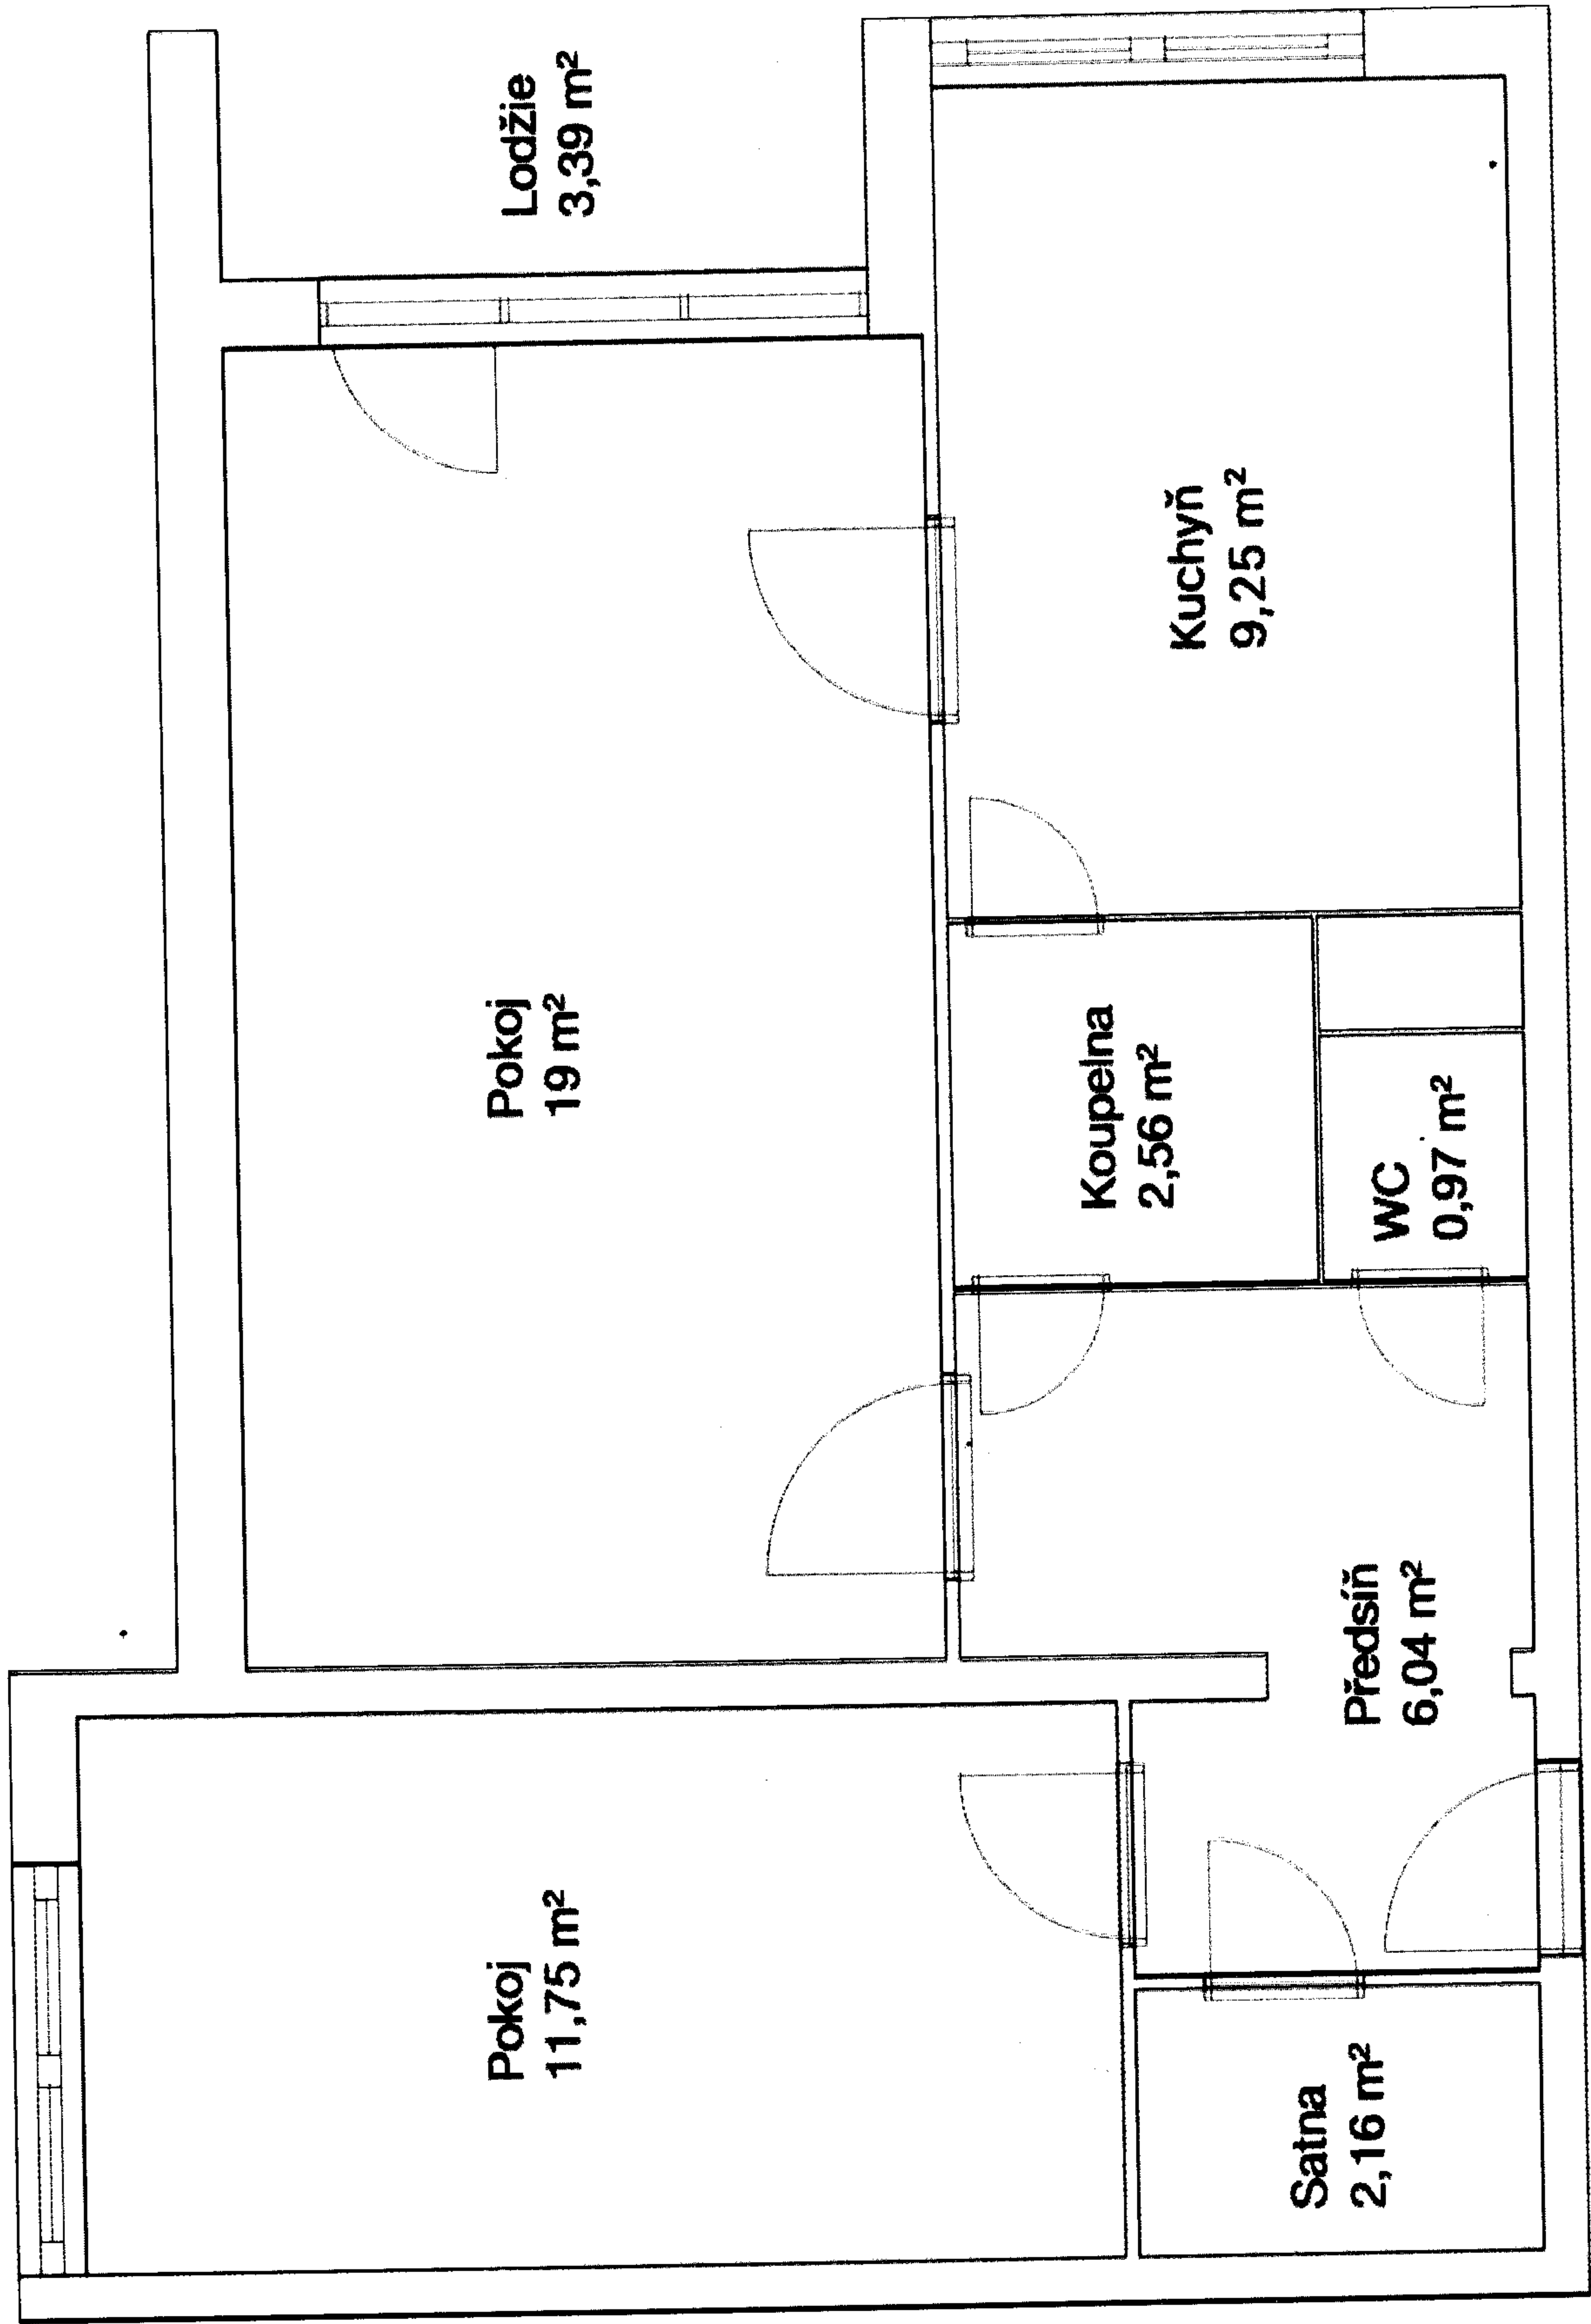 Lodžie
3,39 m²
Pokoj
19 m²
Kuchyň
9,25 m²
Koupelna
2,56 m²
WC
0,97 m²
Předsíň
6,04 m²
Pokoj
11,75 m²
Satna
2,16 m²